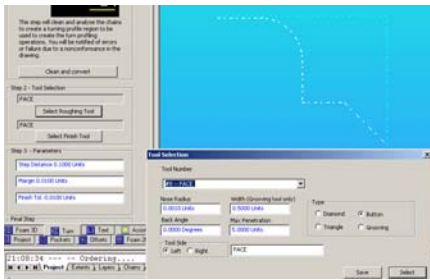 This step will clean and analyse the chains
to create a turning profile region to be
used to create the turn profiling
operations. You will be notified of errors
or failure due to a nonconformance in the
drawing.
Clean and convert
Step 2 - Tool Selection
FACE
Select Roughing Tool
FACE
Select Finish Tool
Step 3 - Parameters
Step Distance 0.1000 Units
Margin 0.0100 Units
Finish Tol. 0.0100 Units
Final Step
Foam 3D Turn Text
Project Pockets Offsets Foam
21:08:34 --- -- Ordering....
Project Extents Layers Chains
Tool Selection
Tool Number
FACE
Nose Radius
Width (Grooving tool only)
0.0010 Units
0.5000 Units
Back Angle
Max Penetration
0.0000 Degrees
5.0000 Units
Type
Diamond Button
Triangle Grooving
Tool Side
Left Right
FACE
Save Select